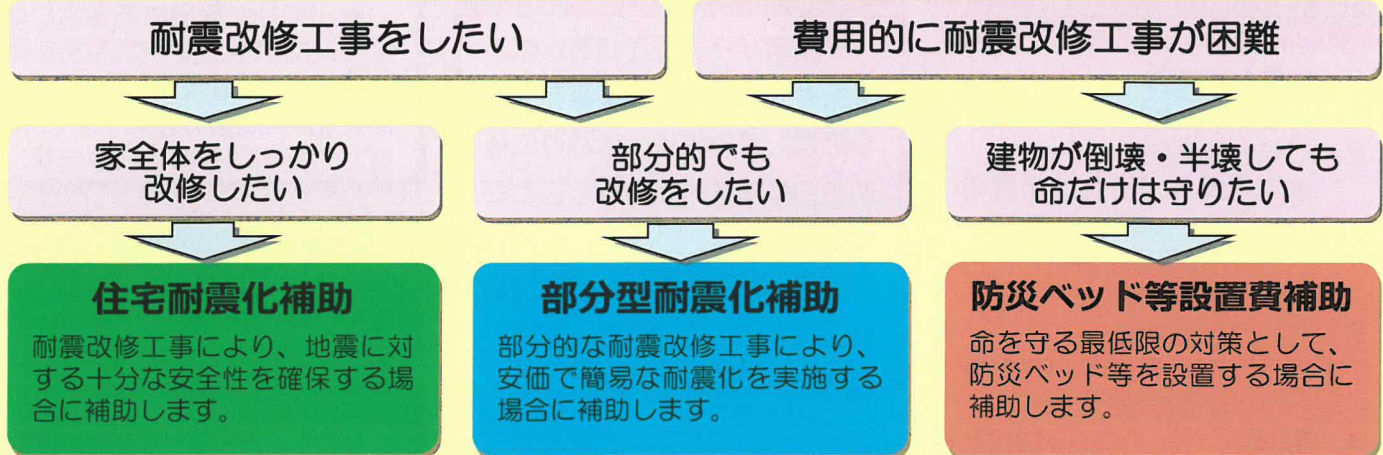 耐震改修工事をしたい
費用的に耐震改修工事が困難
家全体をしっかり
改修したい
部分的でも
改修をしたい
建物が倒壊・半壊しても
命だけは守りたい
住宅耐震化補助
耐震改修工事により、地震に対
する十分な安全性を確保する場
合に補助します。
部分型耐震化補助
部分的な耐震改修工事により、
安価で簡易な耐震化を実施する
場合に補助します。
防災ベッド等設置費補助
命を守る最低限の対策として、
防災ベッド等を設置する場合に
補助します。